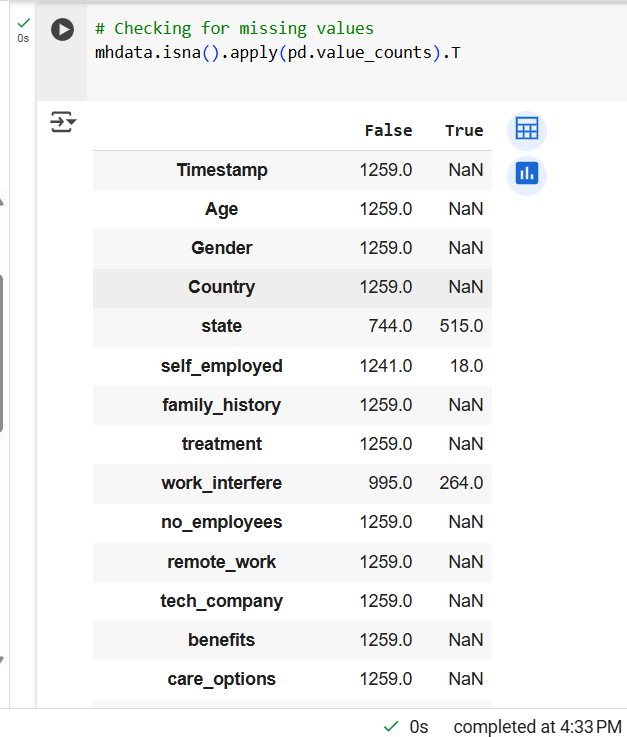 # Checking for missing values
0s
mhdata.isna().apply(pd.value_counts).T
False True
Timestamp 1259.0 NaN
Age 1259.0 NaN
Gender 1259.0 NaN
Country 1259.0 NaN
state 744.0 515.0
self_employed 1241.0 18.0
family_history 1259.0 NaN
treatment 1259.0 NaN
work_interfere 995.0 264.0
no_employees 1259.0 NaN
remote_work 1259.0 NaN
tech_company 1259.0 NaN
benefits 1259.0 NaN
care_options 1259.0 NaN
0s completed at 4:33 PM